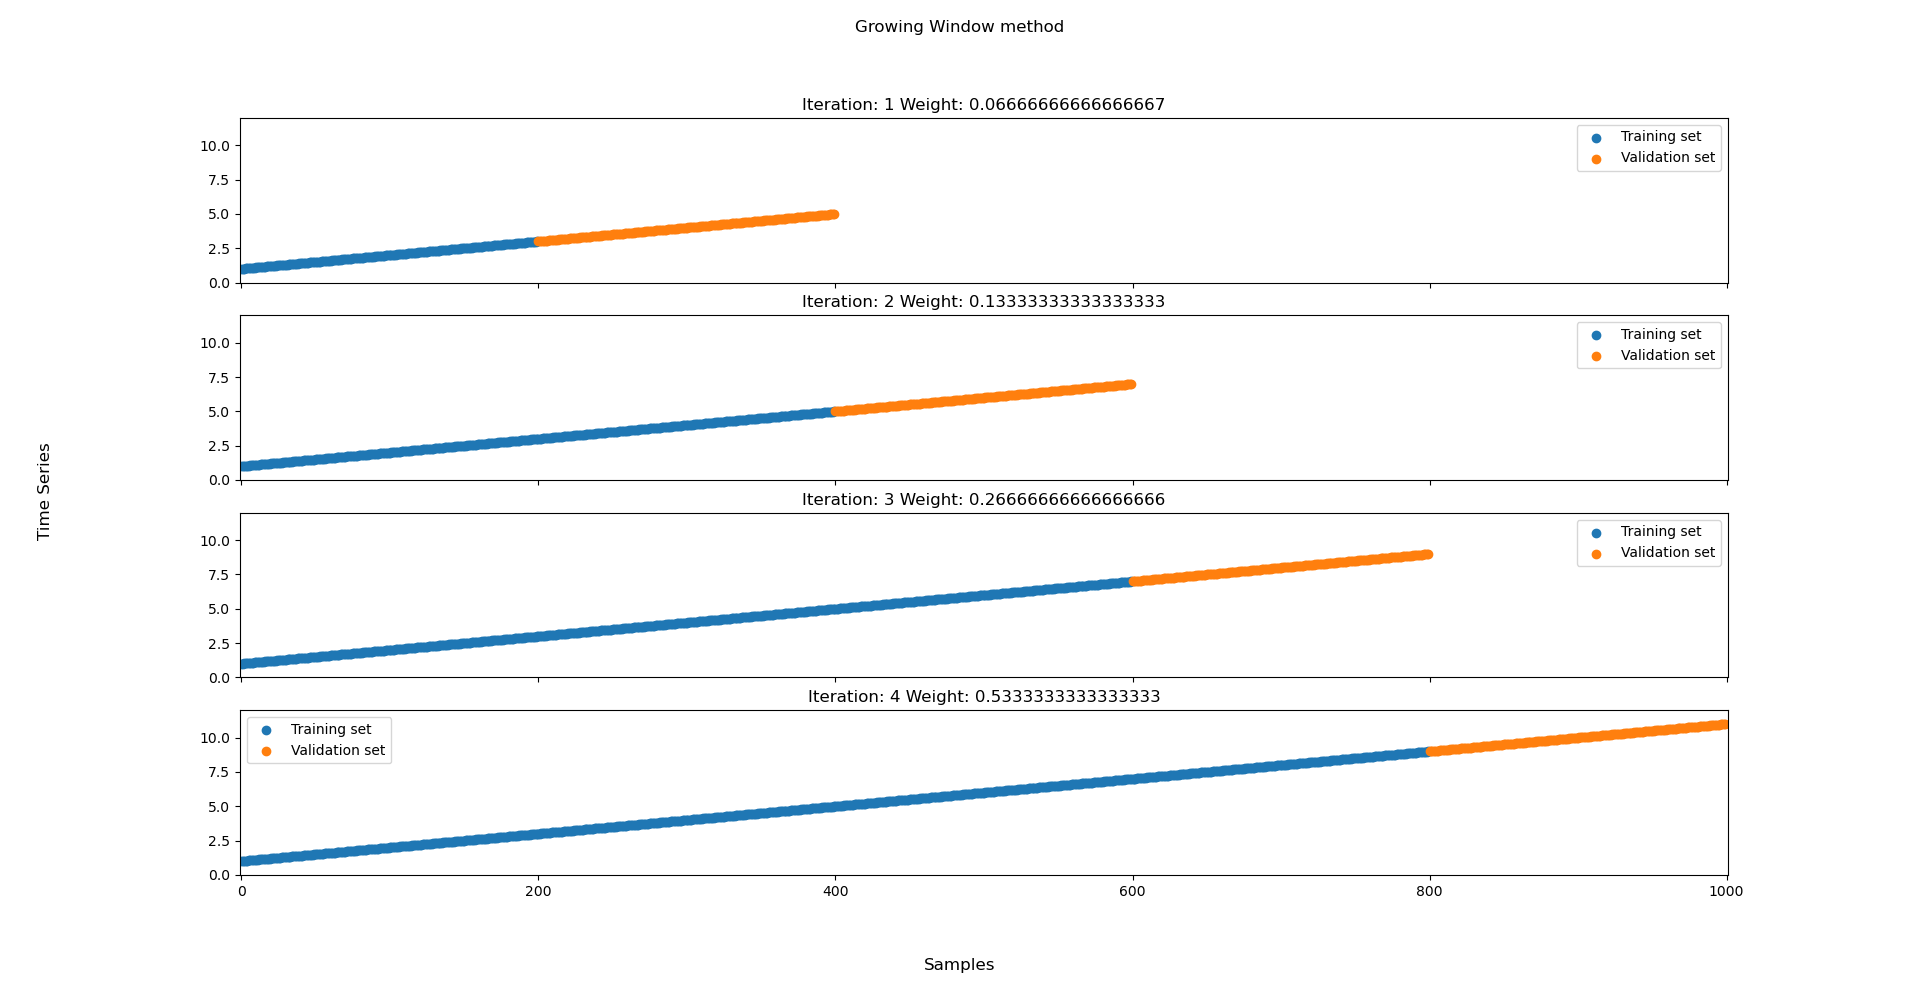 Growing Window method
Iteration: 1 Weight: 0.06666666666666667
10.0
7.5
5.0
2.5
0.0
Training set
Validation set
Iteration: 2 Weight: 0.13333333333333333
10.0
7.5
5.0
2.5
0.0
Training set
Validation set
Time Series
Iteration: 3 Weight: 0.26666666666666666
10.0
7.5
5.0
2.5
0.0
Training set
Validation set
Iteration: 4 Weight: 0.5333333333333333
10.0
7.5
5.0
2.5
0.0
Training set
Validation set
0 200 400 600 800 1000
Samples